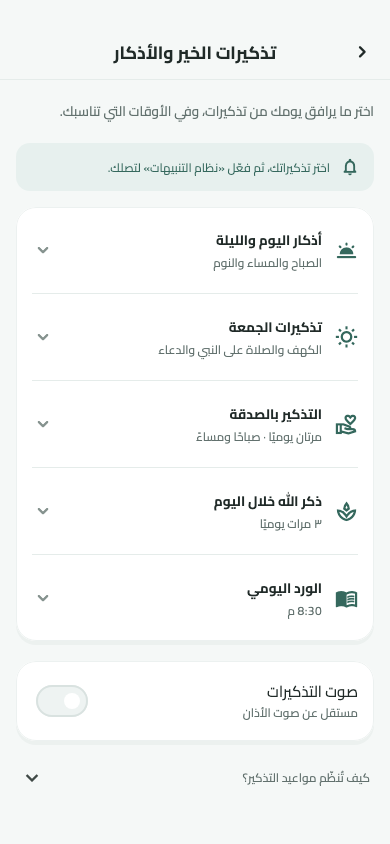 تذكيرات الخير والأذكار
اختر ما يرافق يومك من تذكيرات، وفي الأوقات التي تناسبك.
اختر تذكيراتك، ثم فعّل «نظام التنبيهات» لتصلك.
أذكار اليوم والليلة
الصباح والمساء والنوم
تذكيرات الجمعة
الكهف والصلاة على النبي والدعاء
التذكير بالصدقة
مرتان يوميًا · صباحًا ومساءً
ذكر الله خلال اليوم
٣ مرات يوميًا
الورد اليومي
8:30 م
صوت التذكيرات
مستقل عن صوت الأذان
كيف تُنظَّم مواعيد التذكير؟